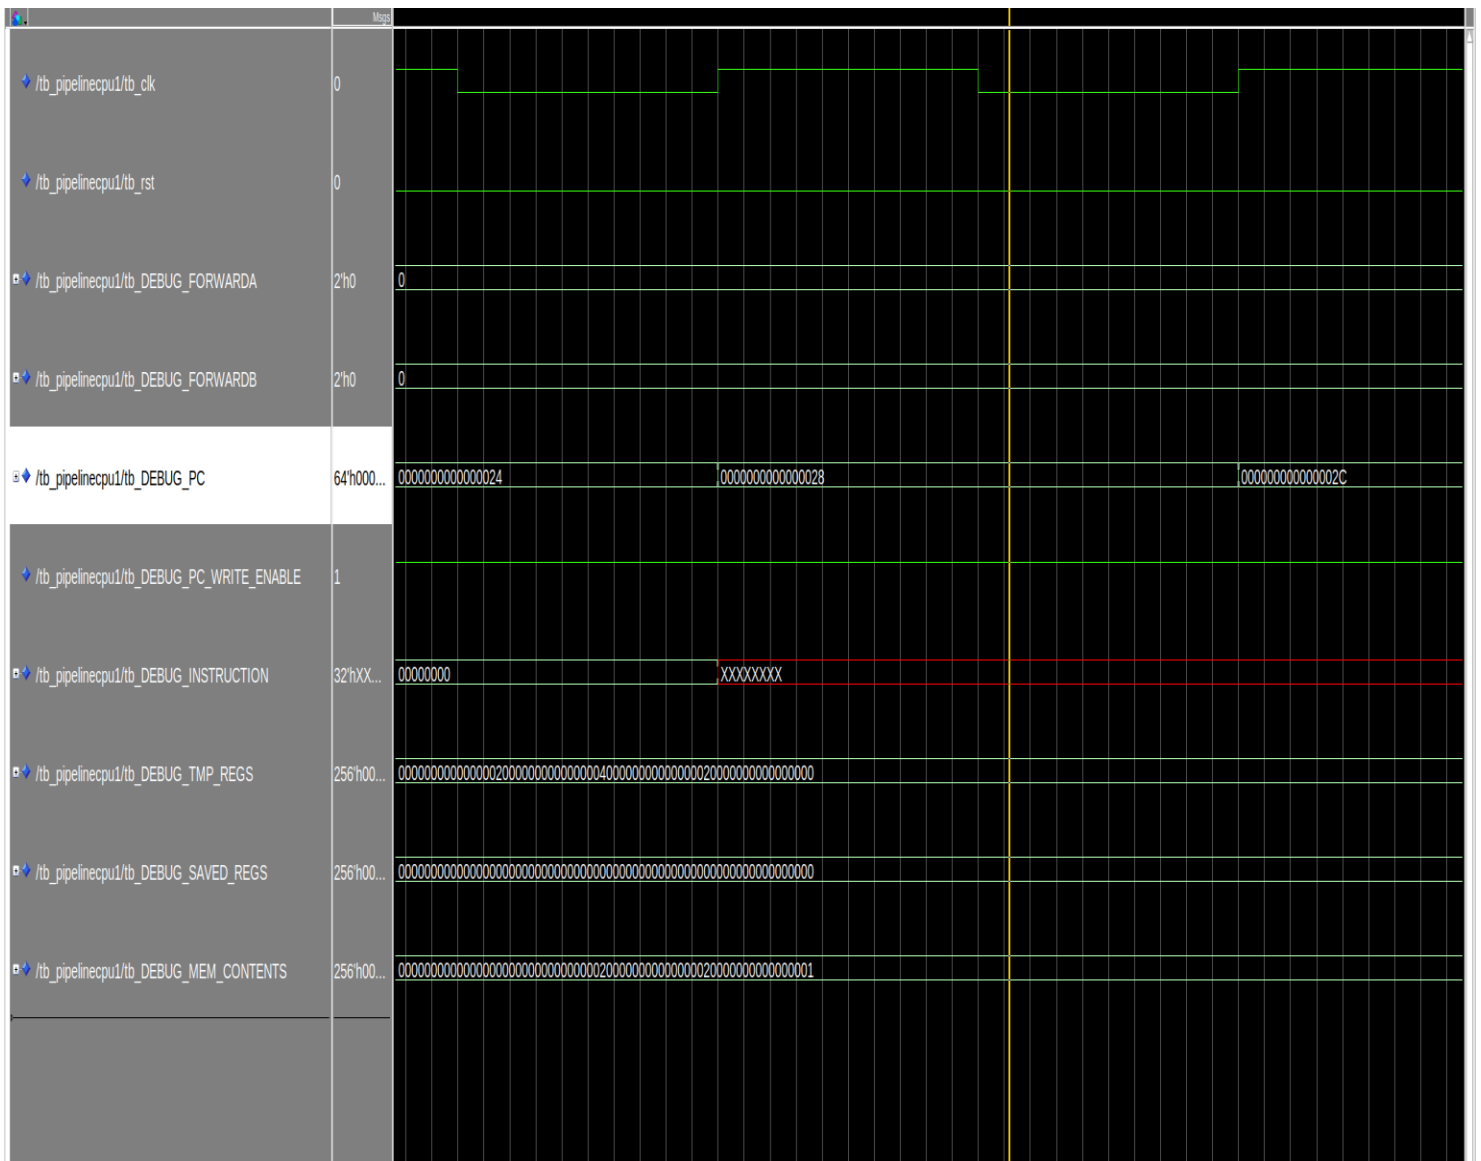 Msgs
/tb_pipelinecpu1/tb_clk 0
/tb_pipelinecpu1/tb_rst 0
/tb_pipelinecpu1/tb_DEBUG_FORWARDA 2'h0 0
/tb_pipelinecpu1/tb_DEBUG_FORWARDB 2'h0 0
/tb_pipelinecpu1/tb_DEBUG_PC 64'h000... 0000000000000024 0000000000000028 000000000000002C
/tb_pipelinecpu1/tb_DEBUG_PC_WRITE_ENABLE 1
/tb_pipelinecpu1/tb_DEBUG_INSTRUCTION 32'hXX... 00000000 XXXXXXXX
/tb_pipelinecpu1/tb_DEBUG_TMP_REGS 256'h00... 0000000000000002000000000000000400000000000000020000000000000000
/tb_pipelinecpu1/tb_DEBUG_SAVED_REGS 256'h00... 0000000000000000000000000000000000000000000000000000000000000000
/tb_pipelinecpu1/tb_DEBUG_MEM_CONTENTS 256'h00... 0000000000000000000000000000000200000000000000020000000000000001